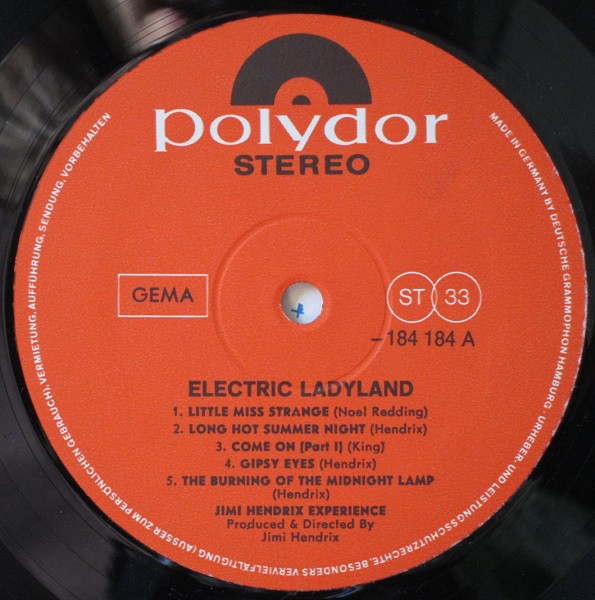 polydor
STEREO
GEMA
ST 33
-184 184 A
ELECTRIC LADYLAND
1. LITTLE MISS STRANGE (Noel Redding)
2. LONG HOT SUMMER NIGHT (Hendrix)
3. COME ON (Part I) (King)
4. GIPSY EYES (Hendrix)
5. THE BURNING OF THE MIDNIGHT LAMP
(Hendrix)
JIMI HENDRIX EXPERIENCE
Produced & Directed By
Jimi Hendrix
MADE IN GERMANY BY DEUTSCHE GRAMMOPHON HAMBURG · URHEBER- UND LEISTUNGSSCHUTZRECHTE, BESONDERS VERVIELFÄLTIGUNG (AUSSER ZUM PERSÖNLICHEN GEBRAUCH), VERMIETUNG, AUFFÜHRUNG, SENDUNG, VORBEHALTEN